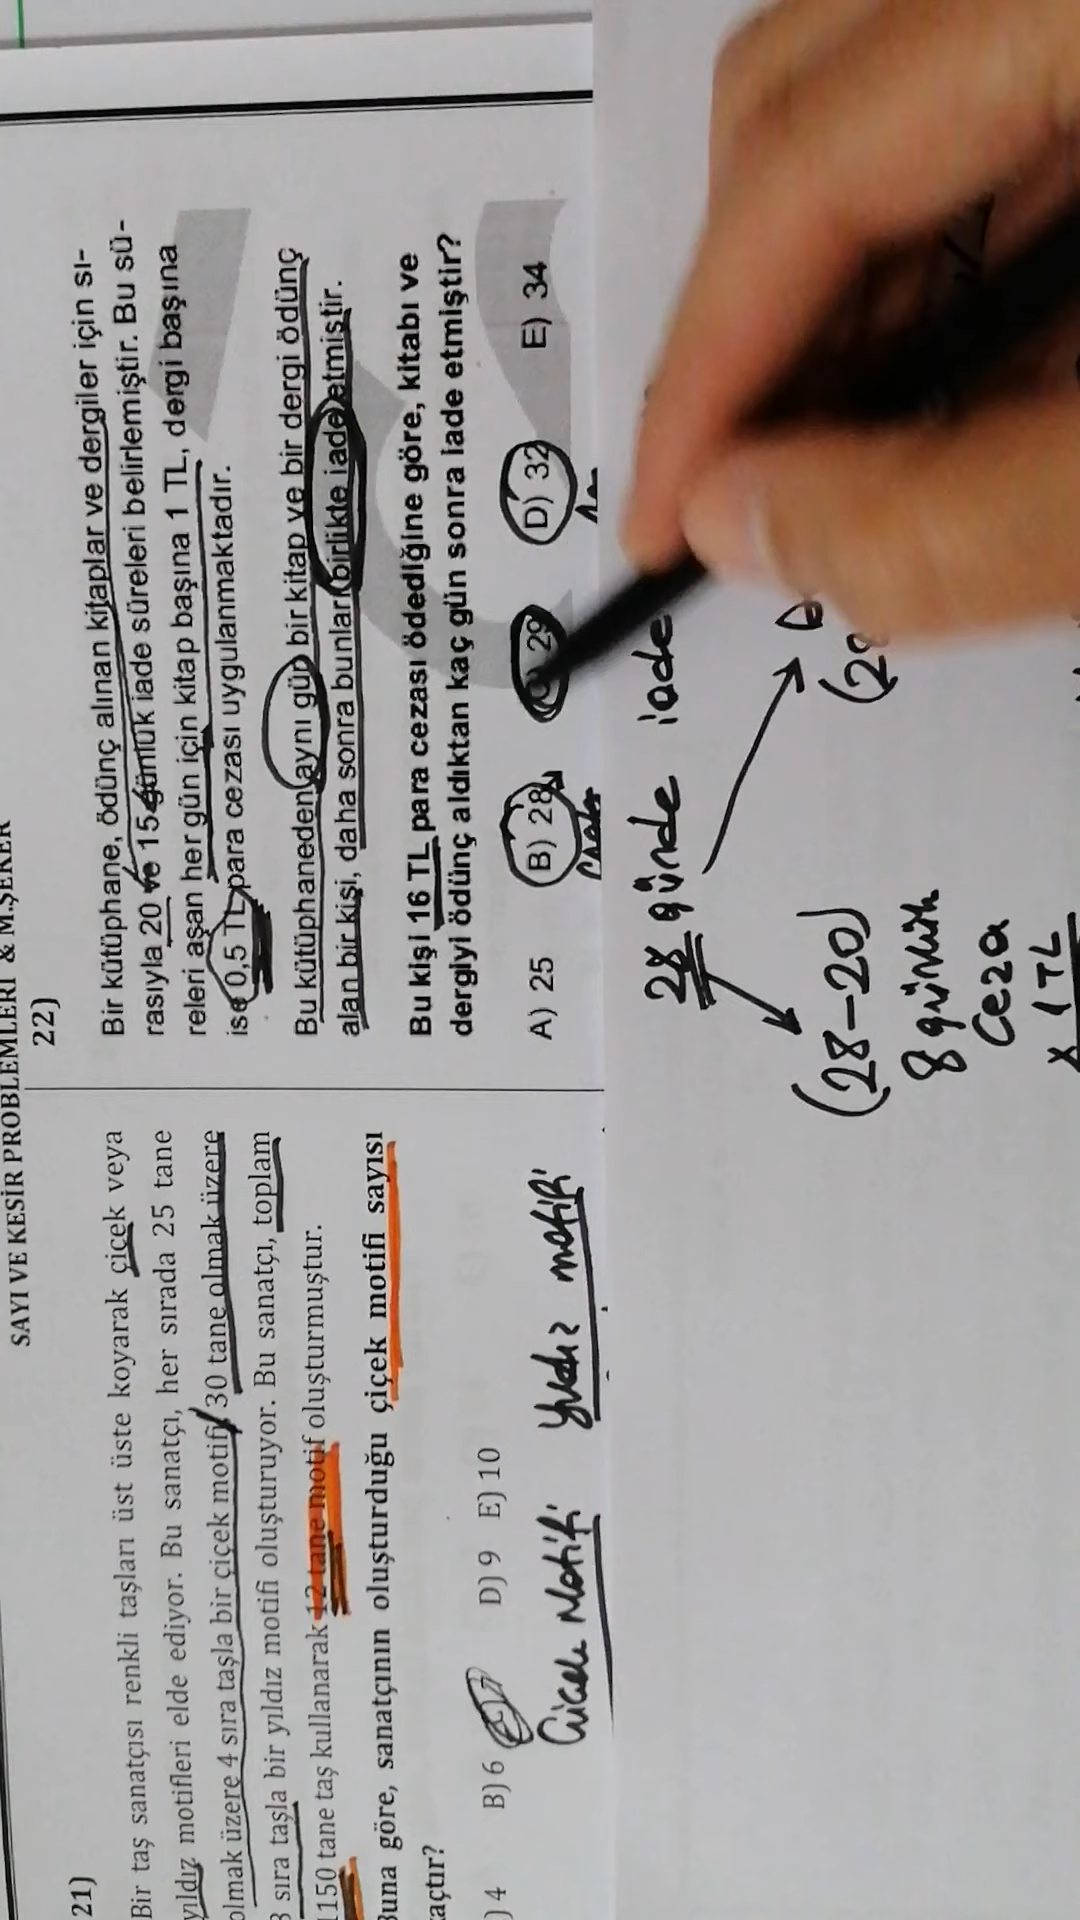 SAYI VE KESİR PROBLEMLERİ & M.ŞEKER
21)
Bir taş sanatçısı renkli taşları üst üste koyarak çiçek veya
yıldız motifleri elde ediyor. Bu sanatçı, her sırada 25 tane
olmak üzere 4 sıra taşla bir çiçek motifi, 30 tane olmak üzere
3 sıra taşla bir yıldız motifi oluşturuyor. Bu sanatçı, toplam
1150 tane taş kullanarak 12 tane motif oluşturmuştur.
Buna göre, sanatçının oluşturduğu çiçek motifi sayısı
kaçtır?
) 4 B) 6 D) 9 E) 10
Çiçek Motifi Yıldız motifi
22)
Bir kütüphane, ödünç alınan kitaplar ve dergiler için sı-
rasıyla 20 ve 15 günlük iade süreleri belirlemiştir. Bu sü-
releri aşan her gün için kitap başına 1 TL, dergi başına
ise 0,5 TL para cezası uygulanmaktadır.
Bu kütüphaneden aynı gün bir kitap ve bir dergi ödünç
alan bir kişi, daha sonra bunları birlikte iade etmiştir.
Bu kişi 16 TL para cezası ödediğine göre, kitabı ve
dergiyi ödünç aldıktan kaç gün sonra iade etmiştir?
A) 25 B) 28 29 D) 32 E) 34
28 günde iade
(28-20)
8 günlük
Ceza
x 1TL